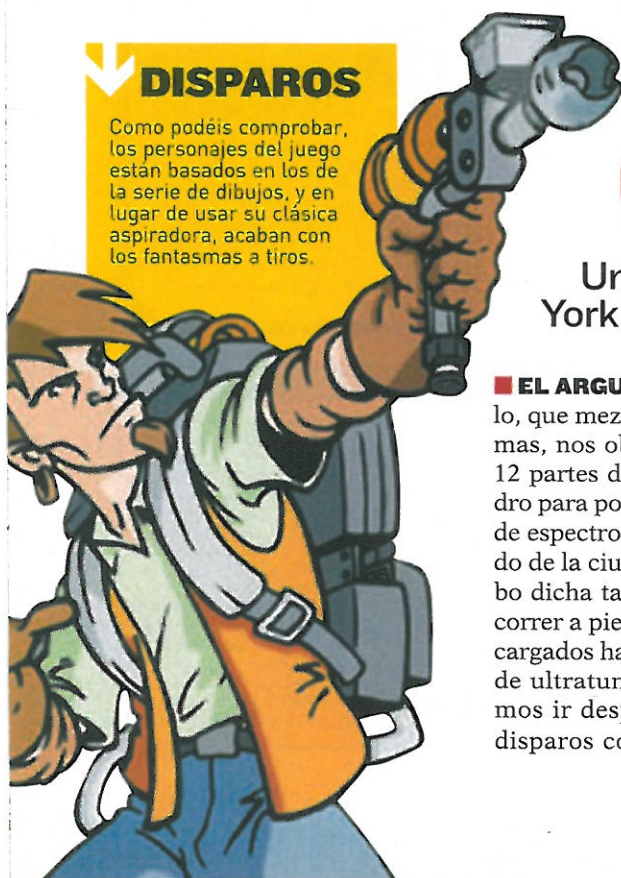 DISPAROS
Como podéis comprobar,
los personajes del juego
están basados en los de
la serie de dibujos, y en
lugar de usar su clásica
aspiradora, acaban con
los fantasmas a tiros.
Un
York
EL ARGU
lo, que mez
mas, nos ob
12 partes d
dro para po
de espectro
do de la ciu
bo dicha ta
correr a pie
cargados ha
de ultratun
mos ir desp
disparos co